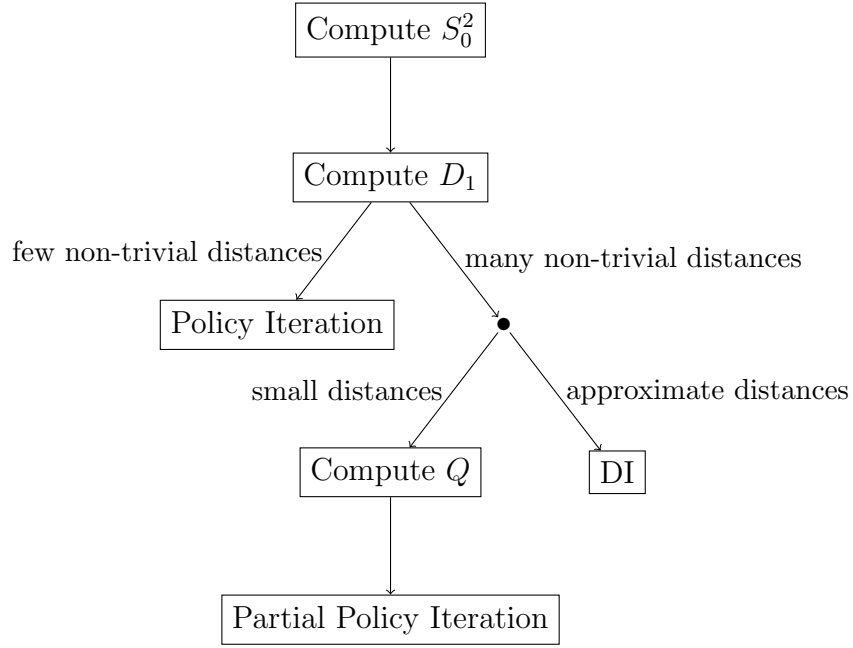 Compute $S_0^2$
Compute $D_1$
few non-trivial distances
many non-trivial distances
Policy Iteration
small distances
approximate distances
Compute $Q$
DI
Partial Policy Iteration